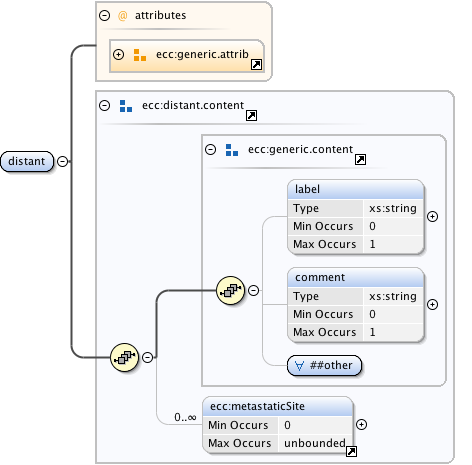 attributes
@
ecc:generic.attrib
ecc:distant.content
ecc:generic.content
distant
label
Type xs:string
Min Occurs 0
Max Occurs 1
comment
Type xs:string
Min Occurs 0
Max Occurs 1
∀ ##other
0..∞
ecc:metastaticSite
Min Occurs 0
Max Occurs unbounded